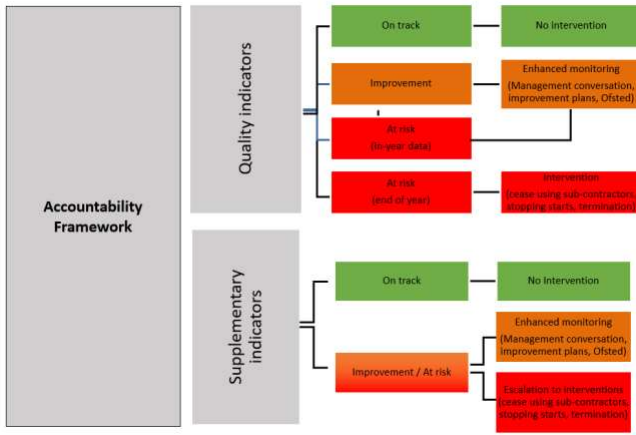 Accountability
Framework
Quality indicators
On track
No intervention
Improvement
Enhanced monitoring
(Management conversation,
improvement plans, Ofsted)
At risk
(in-year data)
At risk
(end of year)
Intervention
(cease using sub-contractors,
stopping starts, termination)
Supplementary
indicators
On track
No Intervention
Improvement / At risk
Enhanced monitoring
(Management conversation,
improvement plans, Ofsted)
Escalation to interventions
(cease using sub-contractors,
stopping starts, termination)